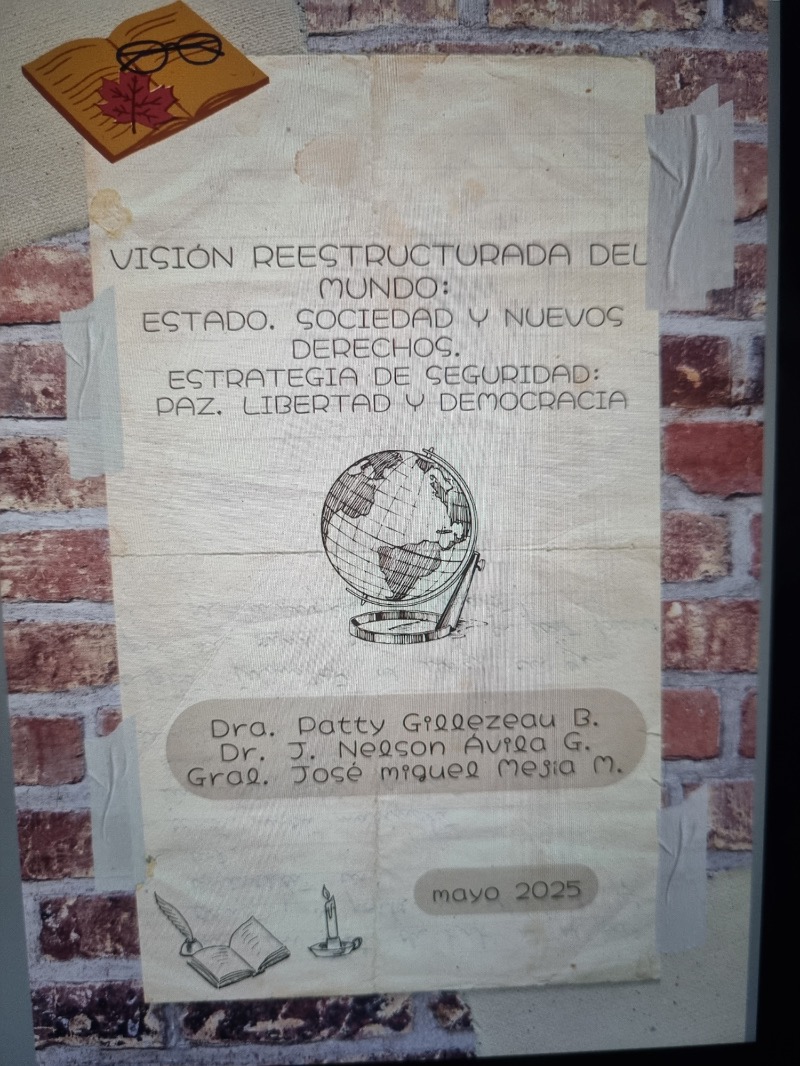 VISIÓN REESTRUCTURADA DEL
MUNDO:
ESTADO. SOCIEDAD Y NUEVOS
DERECHOS.
ESTRATEGIA DE SEGURIDAD:
PAZ. LIBERTAD Y DEMOCRACIA
Dra. Patty Gillezeau B.
Dr. J. Nelson Ávila G.
Gral. José miguel Mejia M.
mayo 2025